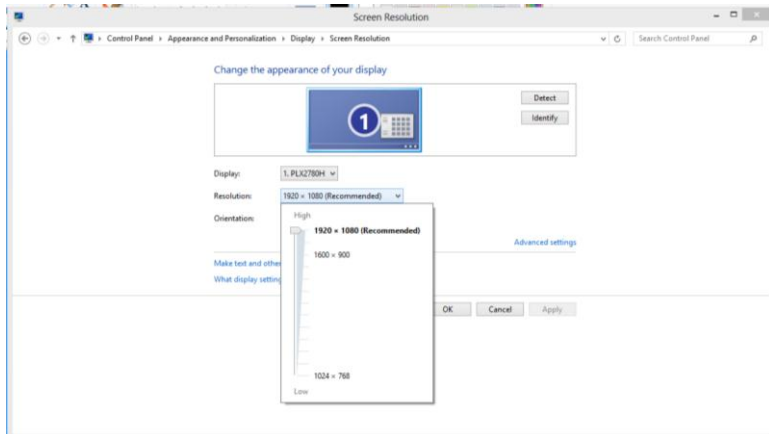 Screen Resolution
Control Panel › Appearance and Personalization › Display › Screen Resolution
Search Control Panel
Change the appearance of your display
1
Detect
Identify
Display: 1. PLX2780H
Resolution: 1920 × 1080 (Recommended)
Orientation:
High
1920 × 1080 (Recommended)
1600 × 900
1024 × 768
Low
Advanced settings
Make text and othe
What display setting
OK Cancel Apply